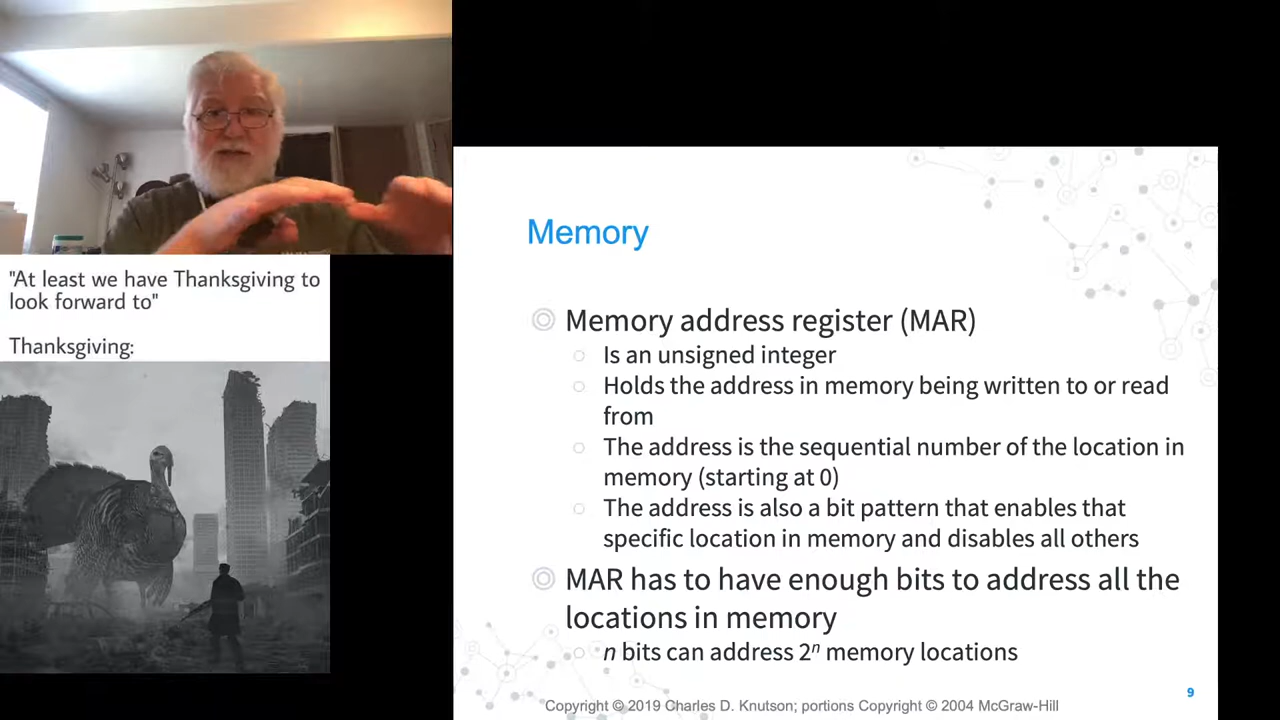 "At least we have Thanksgiving to
look forward to"
Thanksgiving:
Memory
Memory address register (MAR)
Is an unsigned integer
Holds the address in memory being written to or read
from
The address is the sequential number of the location in
memory (starting at 0)
The address is also a bit pattern that enables that
specific location in memory and disables all others
MAR has to have enough bits to address all the
locations in memory
n bits can address 2ⁿ memory locations
9
Copyright © 2019 Charles D. Knutson; portions Copyright © 2004 McGraw-Hill